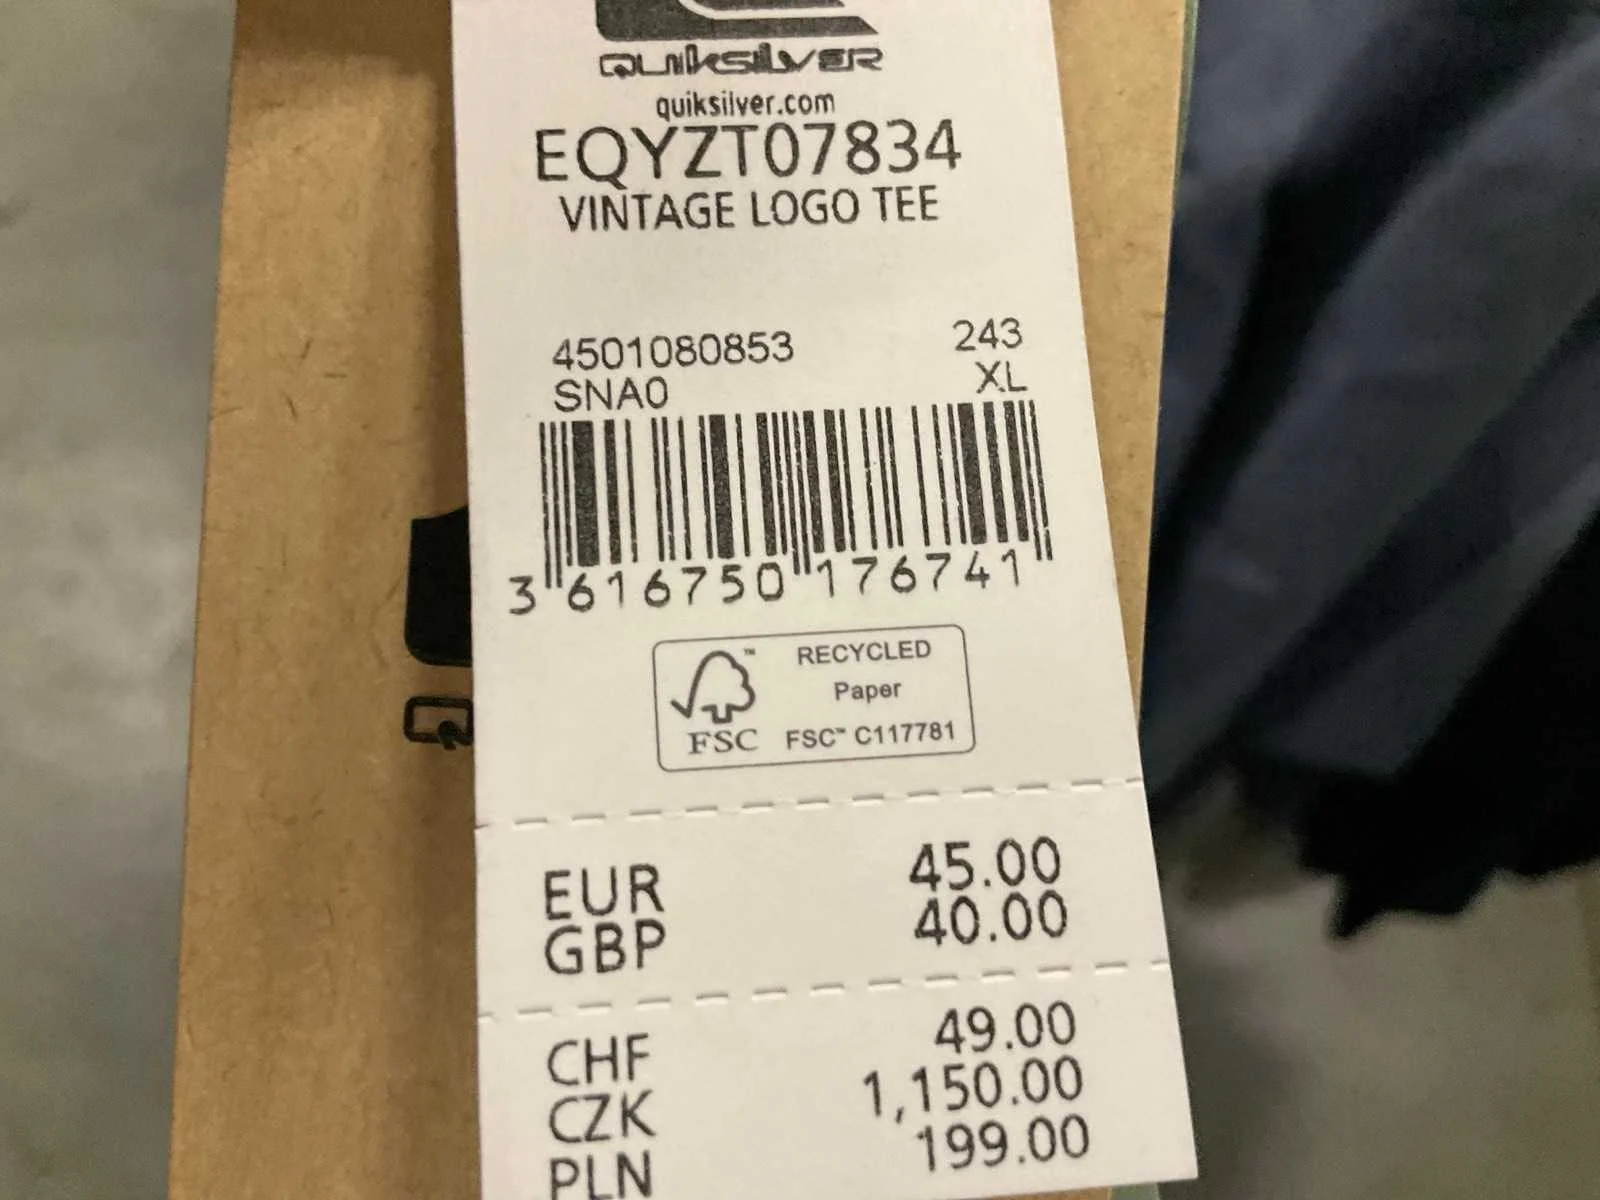 QUIKSILVER
quiksilver.com
EQYZT07834
VINTAGE LOGO TEE
4501080853 243
SNA0 XL
3 616750 176741
RECYCLED
Paper
FSC™ C117781
™
FSC
EUR 45.00
GBP 40.00
CHF 49.00
CZK 1,150.00
PLN 199.00